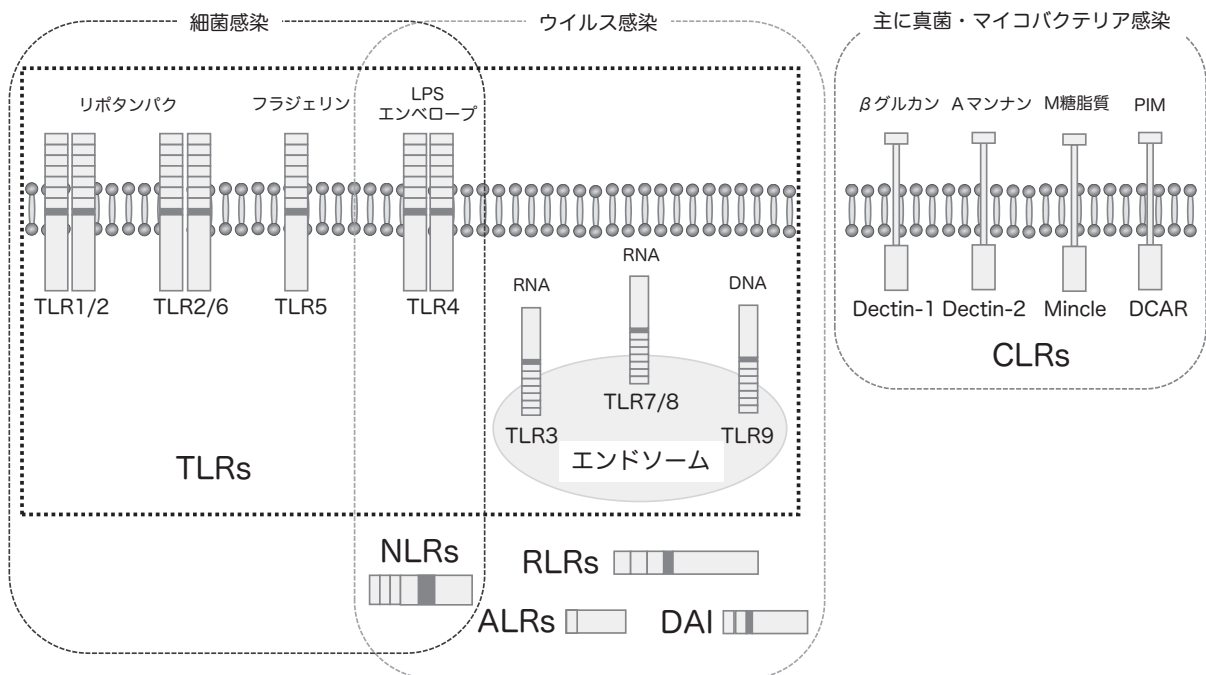 細菌感染
ウイルス感染
主に真菌・マイコバクテリア感染
リポタンパク
フラジェリン
LPS
エンベロープ
βグルカン
Aマンナン
M糖脂質
PIM
TLR1/2
TLR2/6
TLR5
TLR4
RNA
RNA
DNA
TLR3
TLR7/8
TLR9
エンドソーム
TLRs
Dectin-1
Dectin-2
Mincle
DCAR
CLRs
NLRs
RLRs
ALRs
DAI